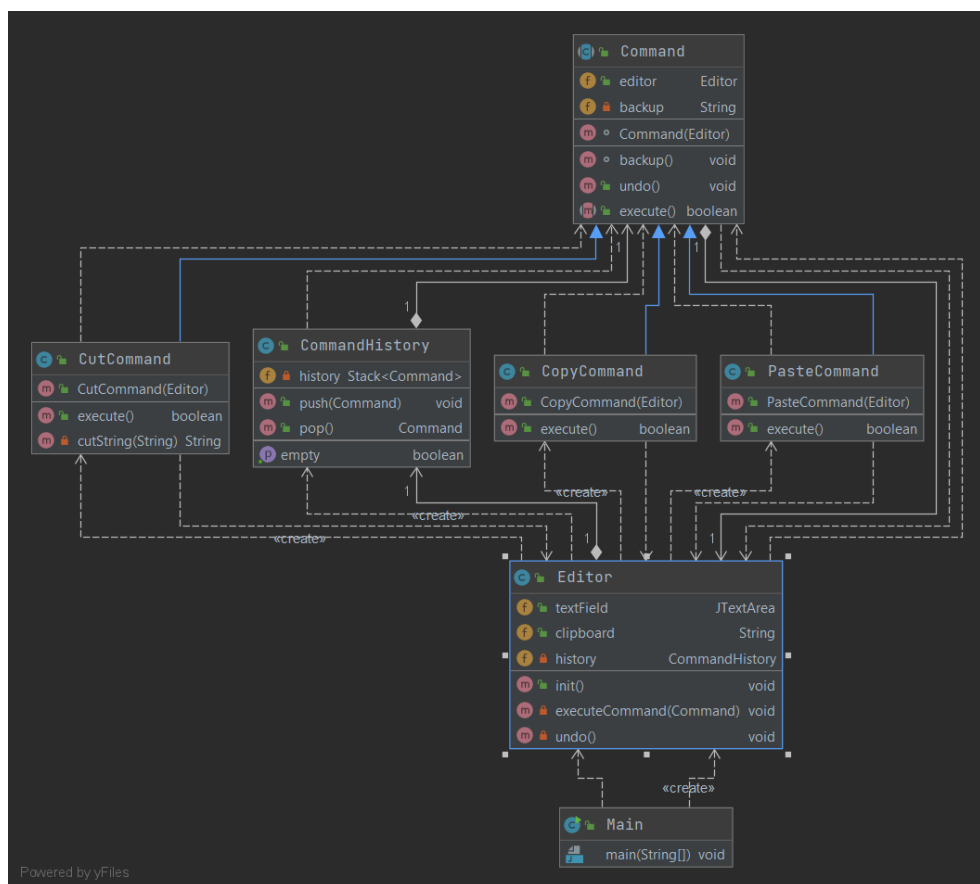 Command
editor Editor
backup String
Command(Editor)
backup() void
undo() void
execute() boolean
1
1
1
CutCommand
CutCommand(Editor)
execute() boolean
cutString(String) String
CommandHistory
history Stack<Command>
push(Command) void
pop() Command
empty boolean
CopyCommand
CopyCommand(Editor)
execute() boolean
PasteCommand
PasteCommand(Editor)
execute() boolean
1
«create»
«create»
«create»
«create»
1
1
Editor
textField JTextArea
clipboard String
history CommandHistory
init() void
executeCommand(Command) void
undo() void
«create»
Main
main(String[]) void
Powered by yFiles